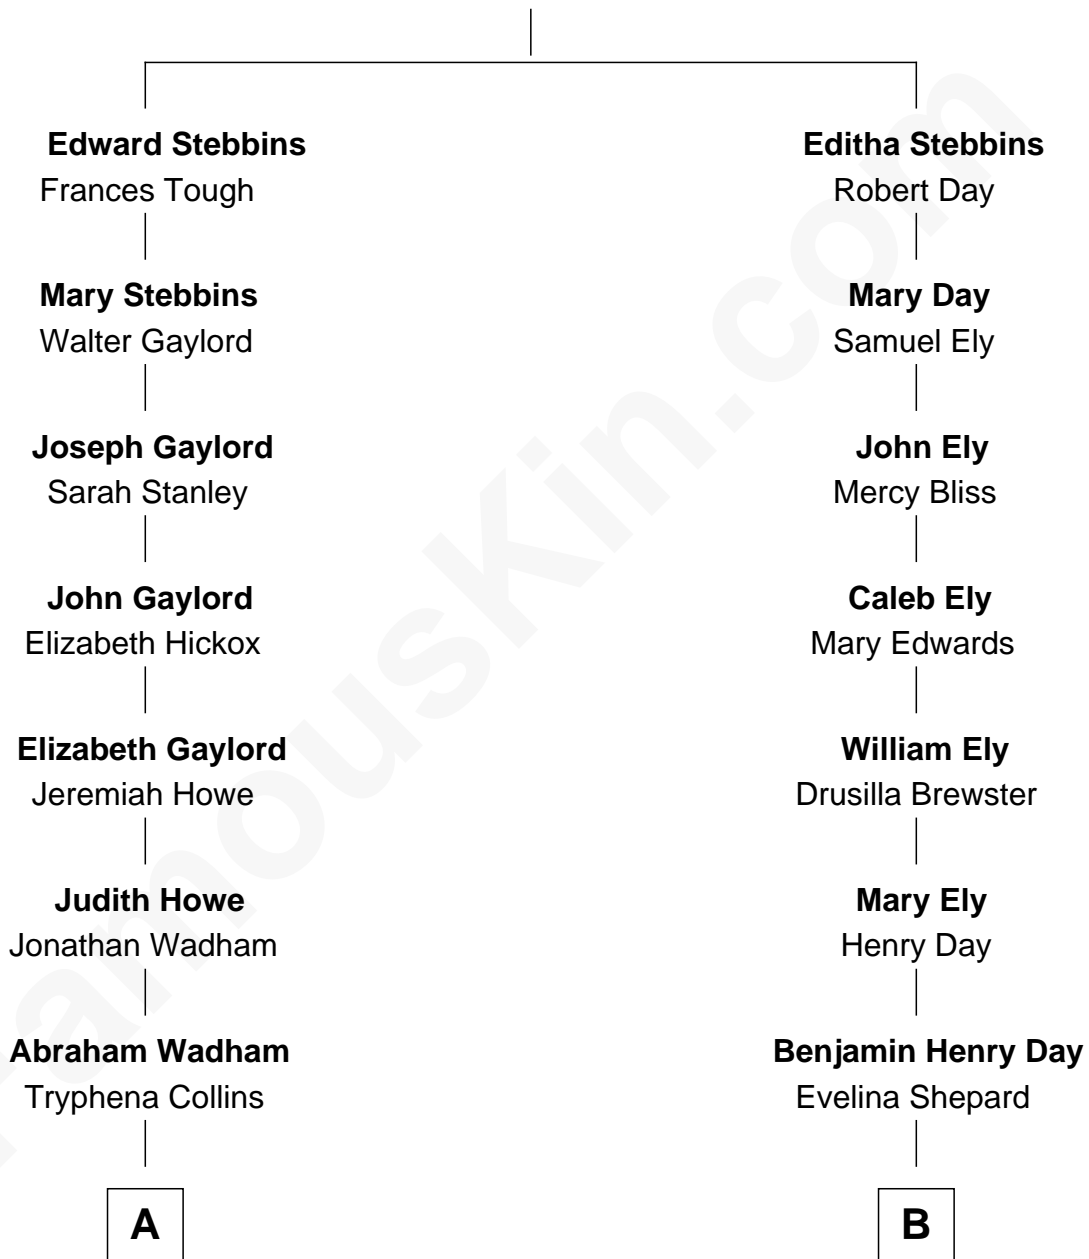 Edward Stebbins
Frances Tough
Editha Stebbins
Robert Day
Mary Stebbins
Walter Gaylord
Mary Day
Samuel Ely
Joseph Gaylord
Sarah Stanley
John Ely
Mercy Bliss
John Gaylord
Elizabeth Hickox
Caleb Ely
Mary Edwards
Elizabeth Gaylord
Jeremiah Howe
William Ely
Drusilla Brewster
Judith Howe
Jonathan Wadham
Mary Ely
Henry Day
Abraham Wadham
Tryphena Collins
Benjamin Henry Day
Evelina Shepard
A
B
FamousKin.com